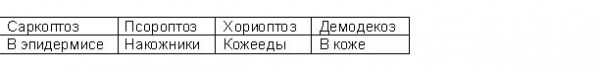 Саркоптоз Псороптоз Хориоптоз Демодекоз
В эпидермисе Накожники Кожееды В коже